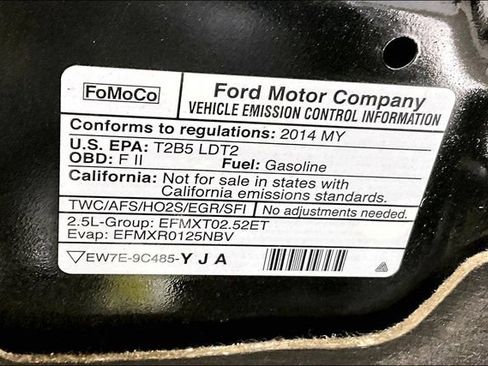 FoMoCo
Ford Motor Company
VEHICLE EMISSION CONTROL INFORMATION
Conforms to regulations: 2014 MY
U.S. EPA: T2B5 LDT2
OBD: F II Fuel: Gasoline
California: Not for sale in states with
California emissions standards.
TWC/AFS/HO2S/EGR/SFI No adjustments needed.
2.5L-Group: EFMXT02.52ET
Evap: EFMXR0125NBV
EW7E-9C485-Y J A